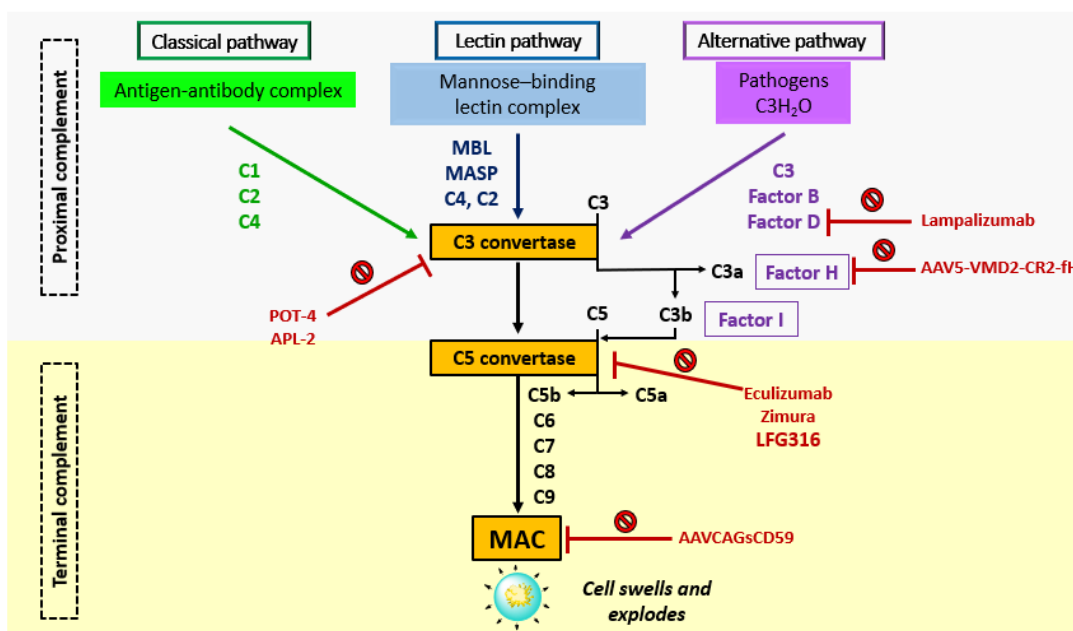 Classical pathway
Lectin pathway
Alternative pathway
Antigen-antibody complex
Mannose–binding
lectin complex
Pathogens
C3H₂O
Proximal complement
C1
C2
C4
MBL
MASP
C4, C2
C3
Factor B
Factor D
Lampalizumab
C3
C3 convertase
C3a
Factor H
AAV5-VMD2-CR2-fH
POT-4
APL-2
C5
C3b
Factor I
C5 convertase
C5b
C5a
Eculizumab
Zimura
LFG316
Terminal complement
C6
C7
C8
C9
MAC
AAVCAGsCD59
Cell swells and
explodes